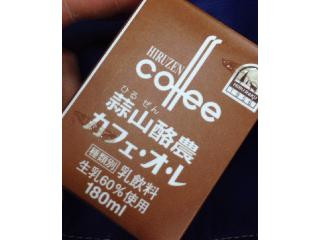 HIRUZEN
coffee
ひる ぜん
蒜山酪農
カフェ・オ・レ
種類別 乳飲料
生乳60%使用
180ml